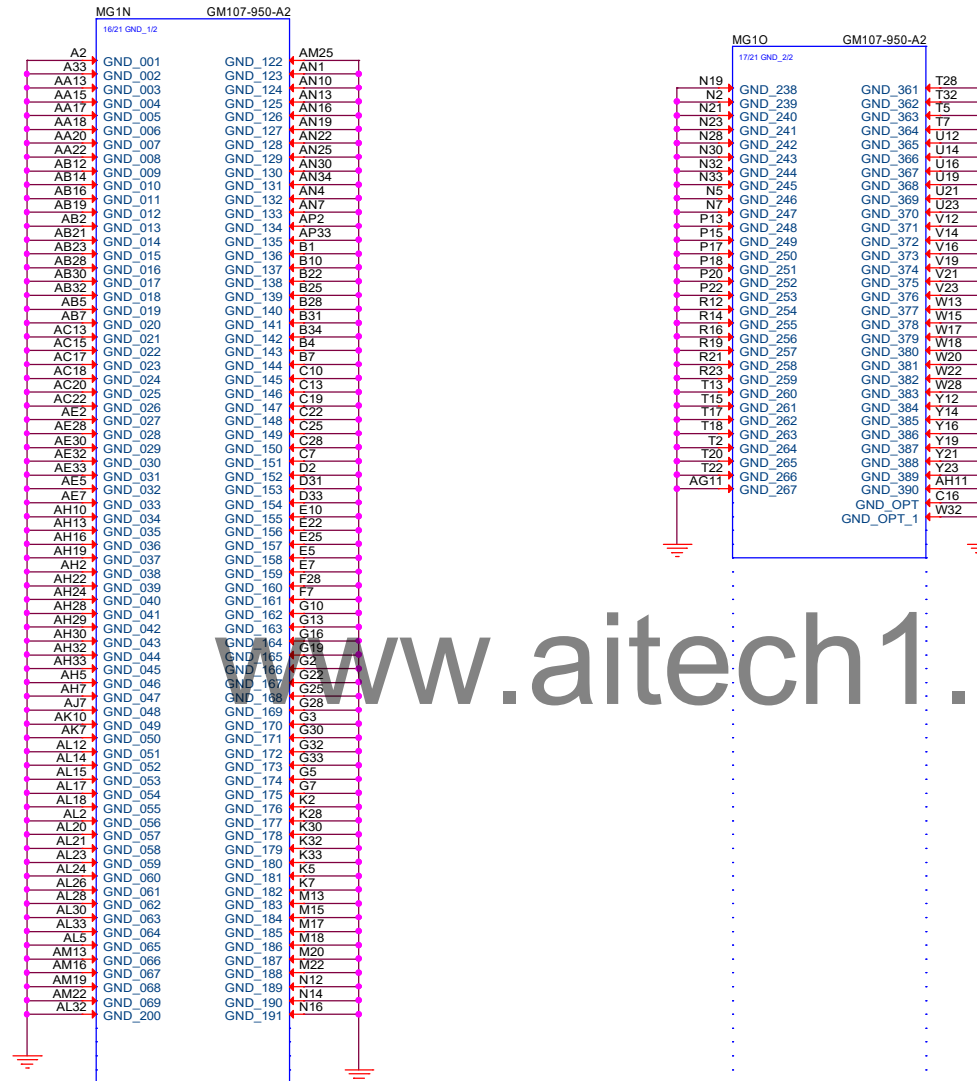 MG1N GM107-950-A2
16/21 GND_1/2
A2 GND_001 GND_122 AM25
A33 GND_002 GND_123 AN1
AA13 GND_003 GND_124 AN10
AA15 GND_004 GND_125 AN13
AA17 GND_005 GND_126 AN16
AA18 GND_006 GND_127 AN19
AA20 GND_007 GND_128 AN22
AA22 GND_008 GND_129 AN25
AB12 GND_009 GND_130 AN30
AB14 GND_010 GND_131 AN34
AB16 GND_011 GND_132 AN4
AB19 GND_012 GND_133 AN7
AB2 GND_013 GND_134 AP2
AB21 GND_014 GND_135 AP33
AB23 GND_015 GND_136 B1
AB28 GND_016 GND_137 B10
AB30 GND_017 GND_138 B22
AB32 GND_018 GND_139 B25
AB5 GND_019 GND_140 B28
AB7 GND_020 GND_141 B31
AC13 GND_021 GND_142 B34
AC15 GND_022 GND_143 B4
AC17 GND_023 GND_144 B7
AC18 GND_024 GND_145 C10
AC20 GND_025 GND_146 C13
AC22 GND_026 GND_147 C19
AE2 GND_027 GND_148 C22
AE28 GND_028 GND_149 C25
AE30 GND_029 GND_150 C28
AE32 GND_030 GND_151 C7
AE33 GND_031 GND_152 D2
AE5 GND_032 GND_153 D31
AE7 GND_033 GND_154 D33
AH10 GND_034 GND_155 E10
AH13 GND_035 GND_156 E22
AH16 GND_036 GND_157 E25
AH19 GND_037 GND_158 E5
AH2 GND_038 GND_159 E7
AH22 GND_039 GND_160 F28
AH24 GND_040 GND_161 F7
AH28 GND_041 GND_162 G10
AH29 GND_042 GND_163 G13
AH30 GND_043 GND_164 G16
AH32 GND_044 GND_165 G19
AH33 GND_045 GND_166 G2
AH5 GND_046 GND_167 G22
AH7 GND_047 GND_168 G25
AJ7 GND_048 GND_169 G28
AK10 GND_049 GND_170 G3
AK7 GND_050 GND_171 G30
AL12 GND_051 GND_172 G32
AL14 GND_052 GND_173 G33
AL15 GND_053 GND_174 G5
AL17 GND_054 GND_175 G7
AL18 GND_055 GND_176 K2
AL2 GND_056 GND_177 K28
AL20 GND_057 GND_178 K30
AL21 GND_058 GND_179 K32
AL23 GND_059 GND_180 K33
AL24 GND_060 GND_181 K5
AL26 GND_061 GND_182 K7
AL28 GND_062 GND_183 M13
AL30 GND_063 GND_184 M15
AL33 GND_064 GND_185 M17
AL5 GND_065 GND_186 M18
AM13 GND_066 GND_187 M20
AM16 GND_067 GND_188 M22
AM19 GND_068 GND_189 N12
AM22 GND_069 GND_190 N14
AL32 GND_200 GND_191 N16
MG1O GM107-950-A2
17/21 GND_2/2
N19 GND_238 GND_361 T28
N2 GND_239 GND_362 T32
N21 GND_240 GND_363 T5
N23 GND_241 GND_364 T7
N28 GND_242 GND_365 U12
N30 GND_243 GND_366 U14
N32 GND_244 GND_367 U16
N33 GND_245 GND_368 U19
N5 GND_246 GND_369 U21
N7 GND_247 GND_370 U23
P13 GND_248 GND_371 V12
P15 GND_249 GND_372 V14
P17 GND_250 GND_373 V16
P18 GND_251 GND_374 V19
P20 GND_252 GND_375 V21
P22 GND_253 GND_376 V23
R12 GND_254 GND_377 W13
R14 GND_255 GND_378 W15
R16 GND_256 GND_379 W17
R19 GND_257 GND_380 W18
R21 GND_258 GND_381 W20
R23 GND_259 GND_382 W22
T13 GND_260 GND_383 W28
T15 GND_261 GND_384 Y12
T17 GND_262 GND_385 Y14
T18 GND_263 GND_386 Y16
T2 GND_264 GND_387 Y19
T20 GND_265 GND_388 Y21
T22 GND_266 GND_389 Y23
AG11 GND_267 GND_390 AH11
GND_OPT C16
GND_OPT_1 W32
www.aitech1.